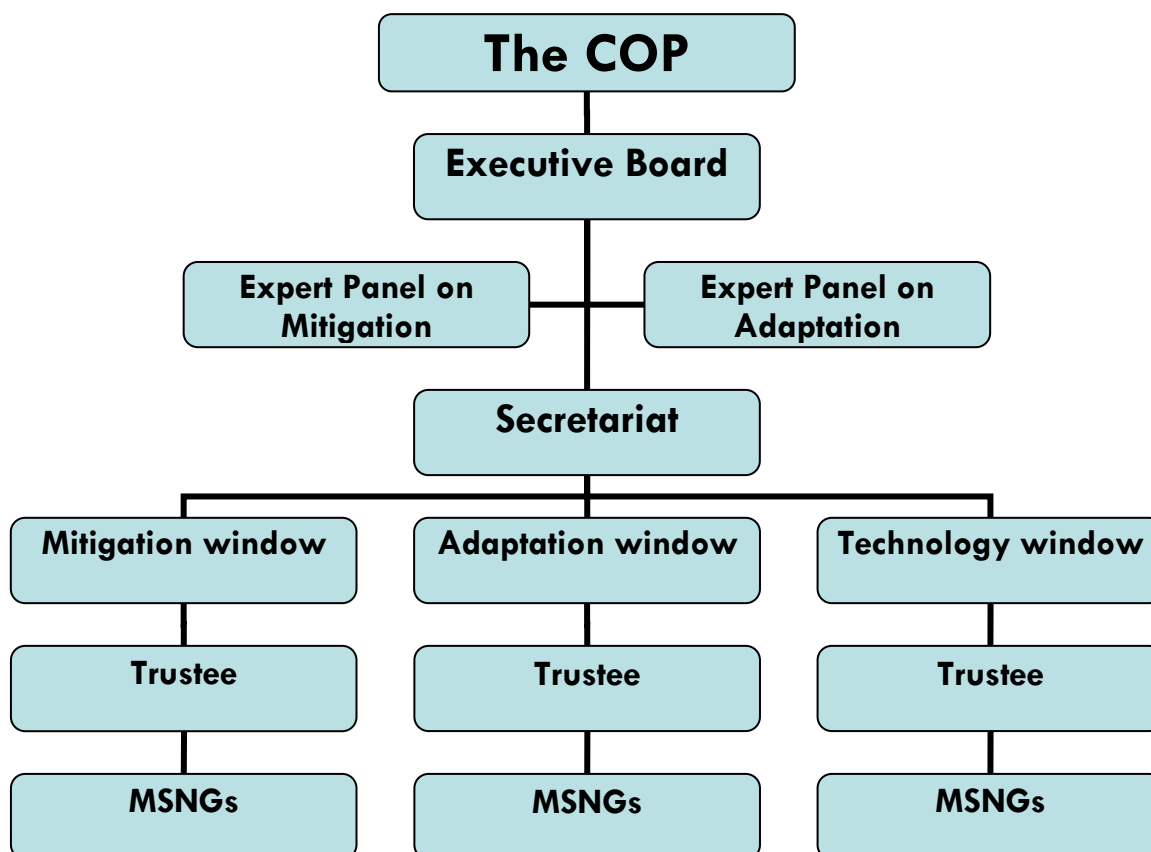 The COP
Executive Board
Expert Panel on
Mitigation
Expert Panel on
Adaptation
Secretariat
Mitigation window
Adaptation window
Technology window
Trustee
Trustee
Trustee
MSNGs
MSNGs
MSNGs